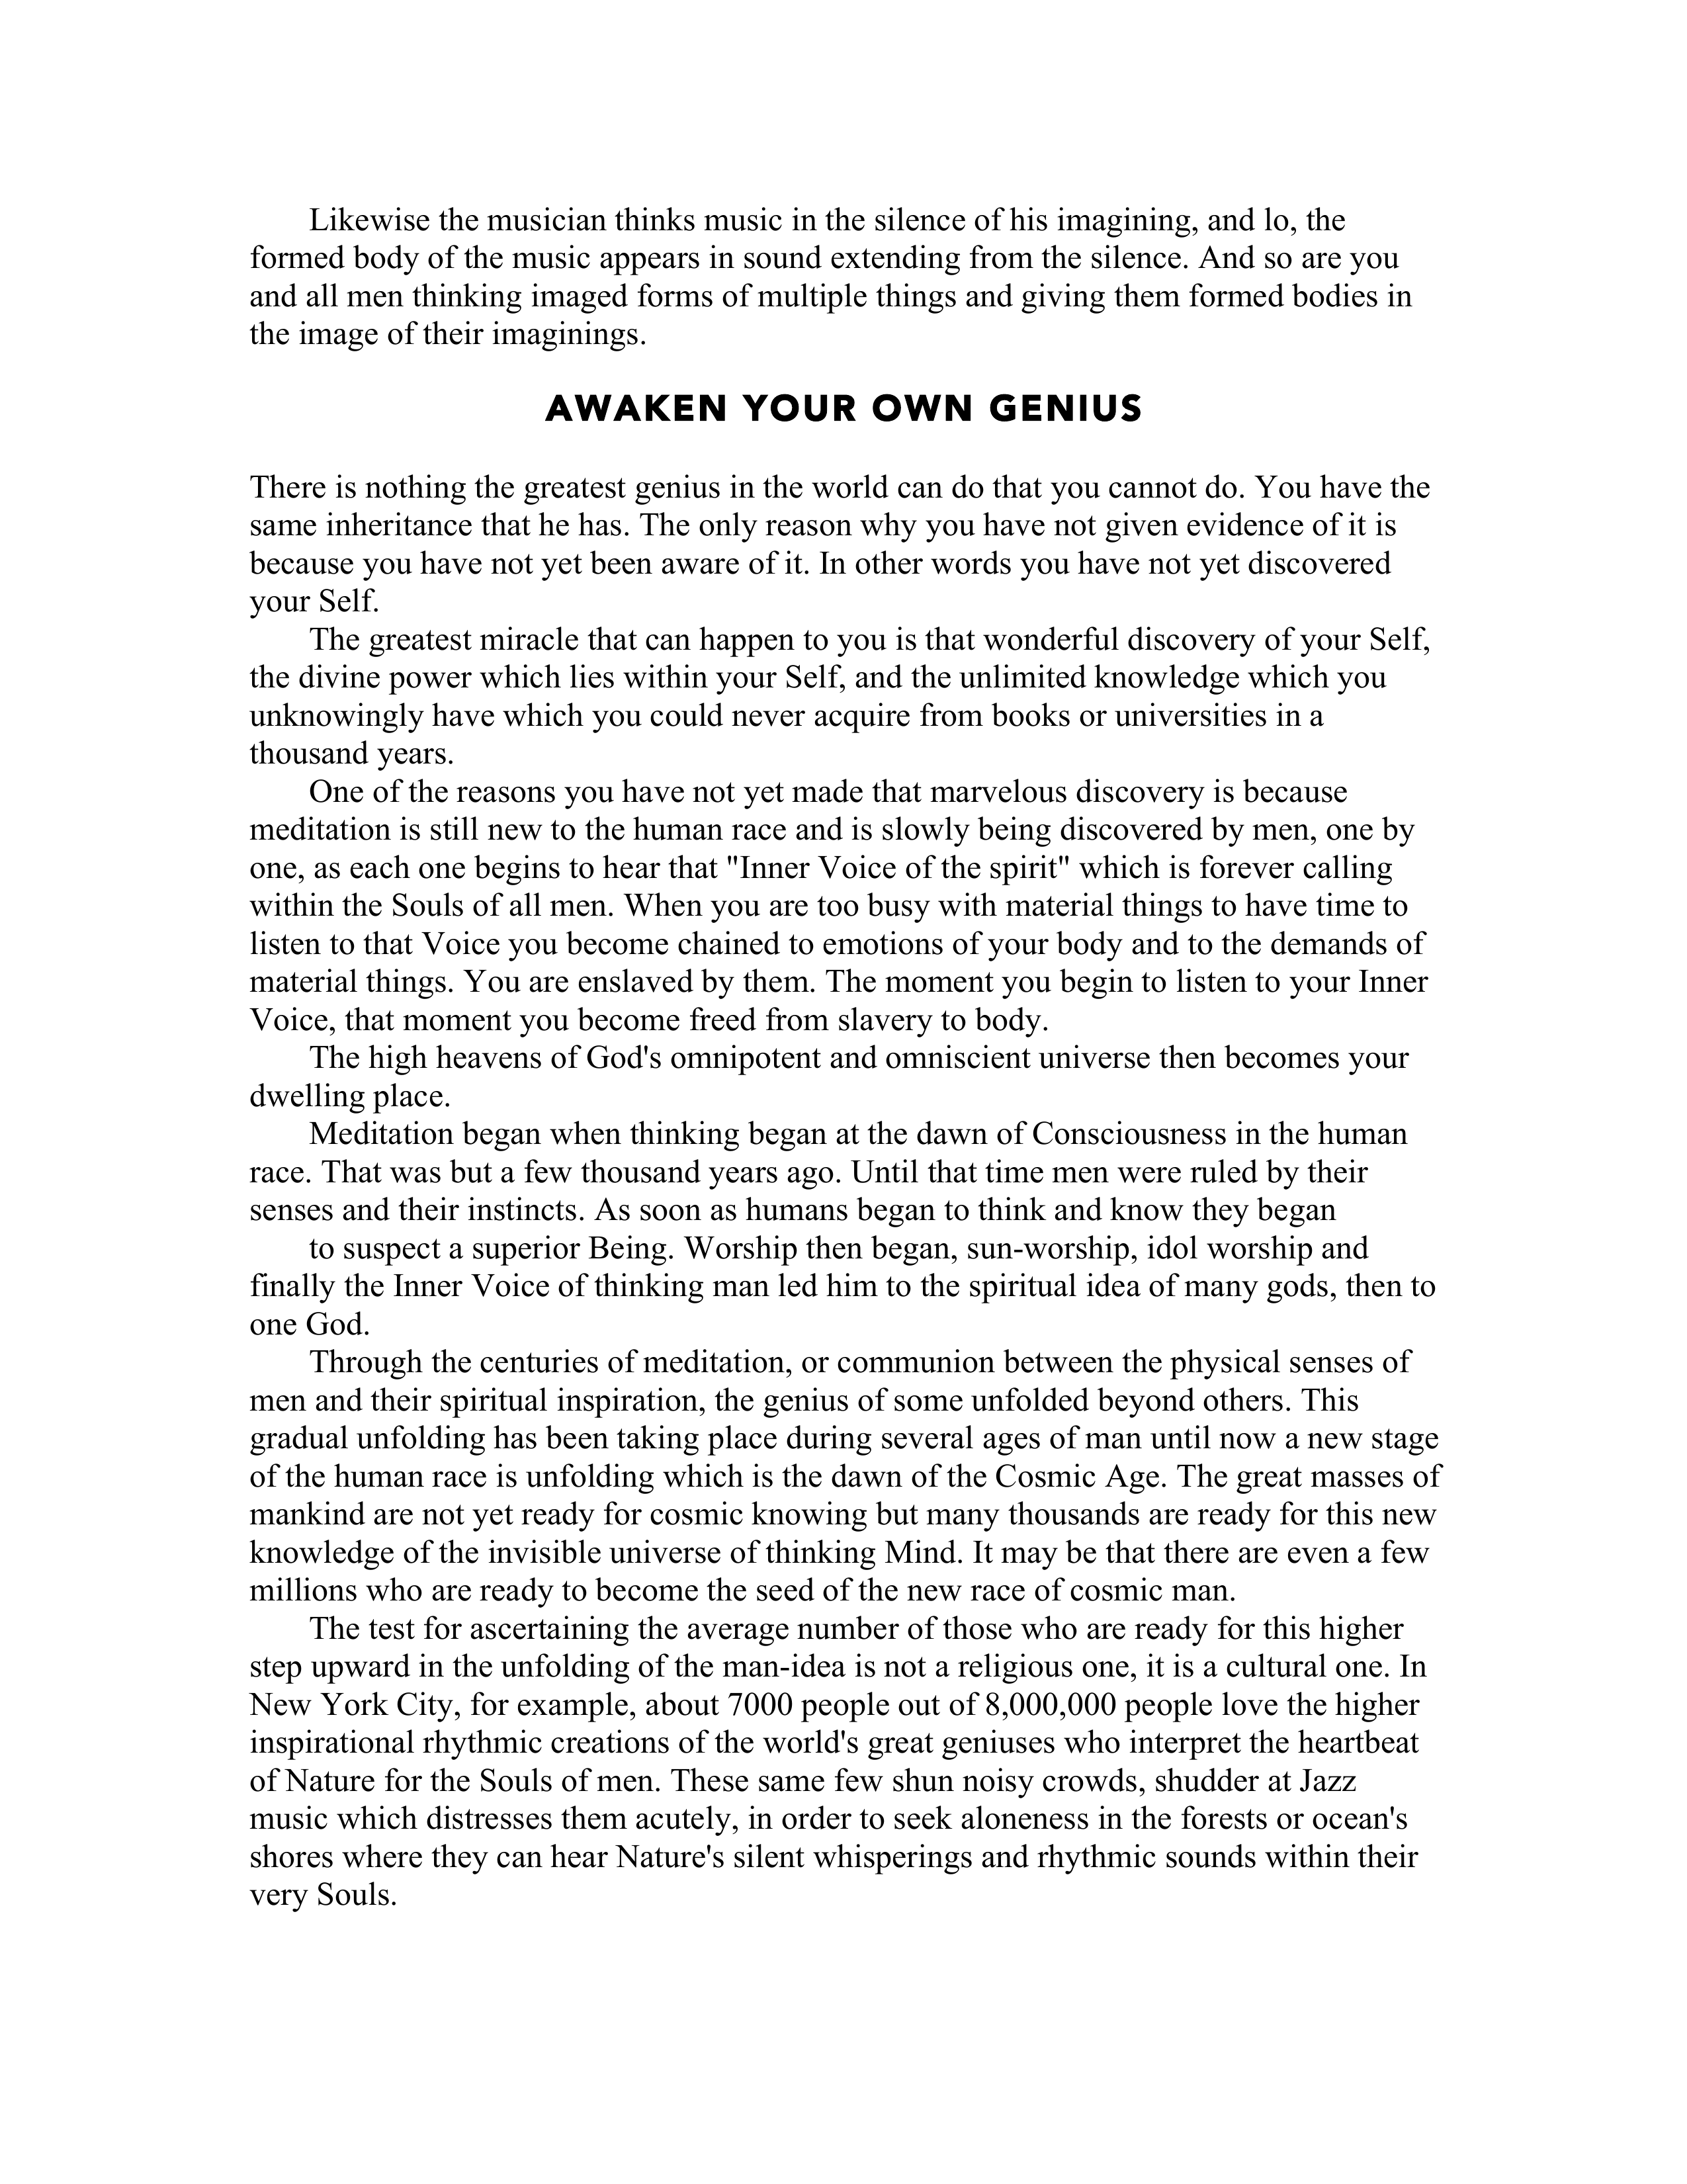 Likewise the musician thinks music in the silence of his imagining, and lo, the
formed body of the music appears in sound extending from the silence. And so are you
and all men thinking imaged forms of multiple things and giving them formed bodies in
the image of their imaginings.
AWAKEN YOUR OWN GENIUS
There is nothing the greatest genius in the world can do that you cannot do. You have the
same inheritance that he has. The only reason why you have not given evidence of it is
because you have not yet been aware of it. In other words you have not yet discovered
your Self.
The greatest miracle that can happen to you is that wonderful discovery of your Self,
the divine power which lies within your Self, and the unlimited knowledge which you
unknowingly have which you could never acquire from books or universities in a
thousand years.
One of the reasons you have not yet made that marvelous discovery is because
meditation is still new to the human race and is slowly being discovered by men, one by
one, as each one begins to hear that "Inner Voice of the spirit" which is forever calling
within the Souls of all men. When you are too busy with material things to have time to
listen to that Voice you become chained to emotions of your body and to the demands of
material things. You are enslaved by them. The moment you begin to listen to your Inner
Voice, that moment you become freed from slavery to body.
The high heavens of God's omnipotent and omniscient universe then becomes your
dwelling place.
Meditation began when thinking began at the dawn of Consciousness in the human
race. That was but a few thousand years ago. Until that time men were ruled by their
senses and their instincts. As soon as humans began to think and know they began
to suspect a superior Being. Worship then began, sun-worship, idol worship and
finally the Inner Voice of thinking man led him to the spiritual idea of many gods, then to
one God.
Through the centuries of meditation, or communion between the physical senses of
men and their spiritual inspiration, the genius of some unfolded beyond others. This
gradual unfolding has been taking place during several ages of man until now a new stage
of the human race is unfolding which is the dawn of the Cosmic Age. The great masses of
mankind are not yet ready for cosmic knowing but many thousands are ready for this new
knowledge of the invisible universe of thinking Mind. It may be that there are even a few
millions who are ready to become the seed of the new race of cosmic man.
The test for ascertaining the average number of those who are ready for this higher
step upward in the unfolding of the man-idea is not a religious one, it is a cultural one. In
New York City, for example, about 7000 people out of 8,000,000 people love the higher
inspirational rhythmic creations of the world's great geniuses who interpret the heartbeat
of Nature for the Souls of men. These same few shun noisy crowds, shudder at Jazz
music which distresses them acutely, in order to seek aloneness in the forests or ocean's
shores where they can hear Nature's silent whisperings and rhythmic sounds within their
very Souls.